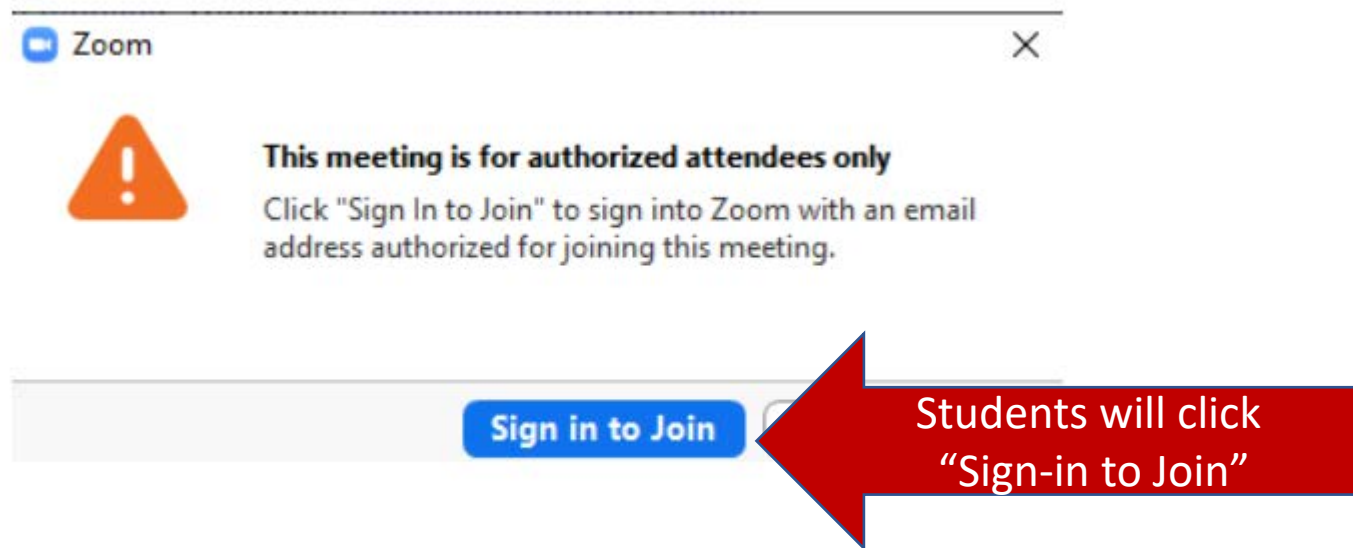 Zoom
This meeting is for authorized attendees only
Click "Sign In to Join" to sign into Zoom with an email
address authorized for joining this meeting.
Sign in to Join
Students will click
“Sign-in to Join”